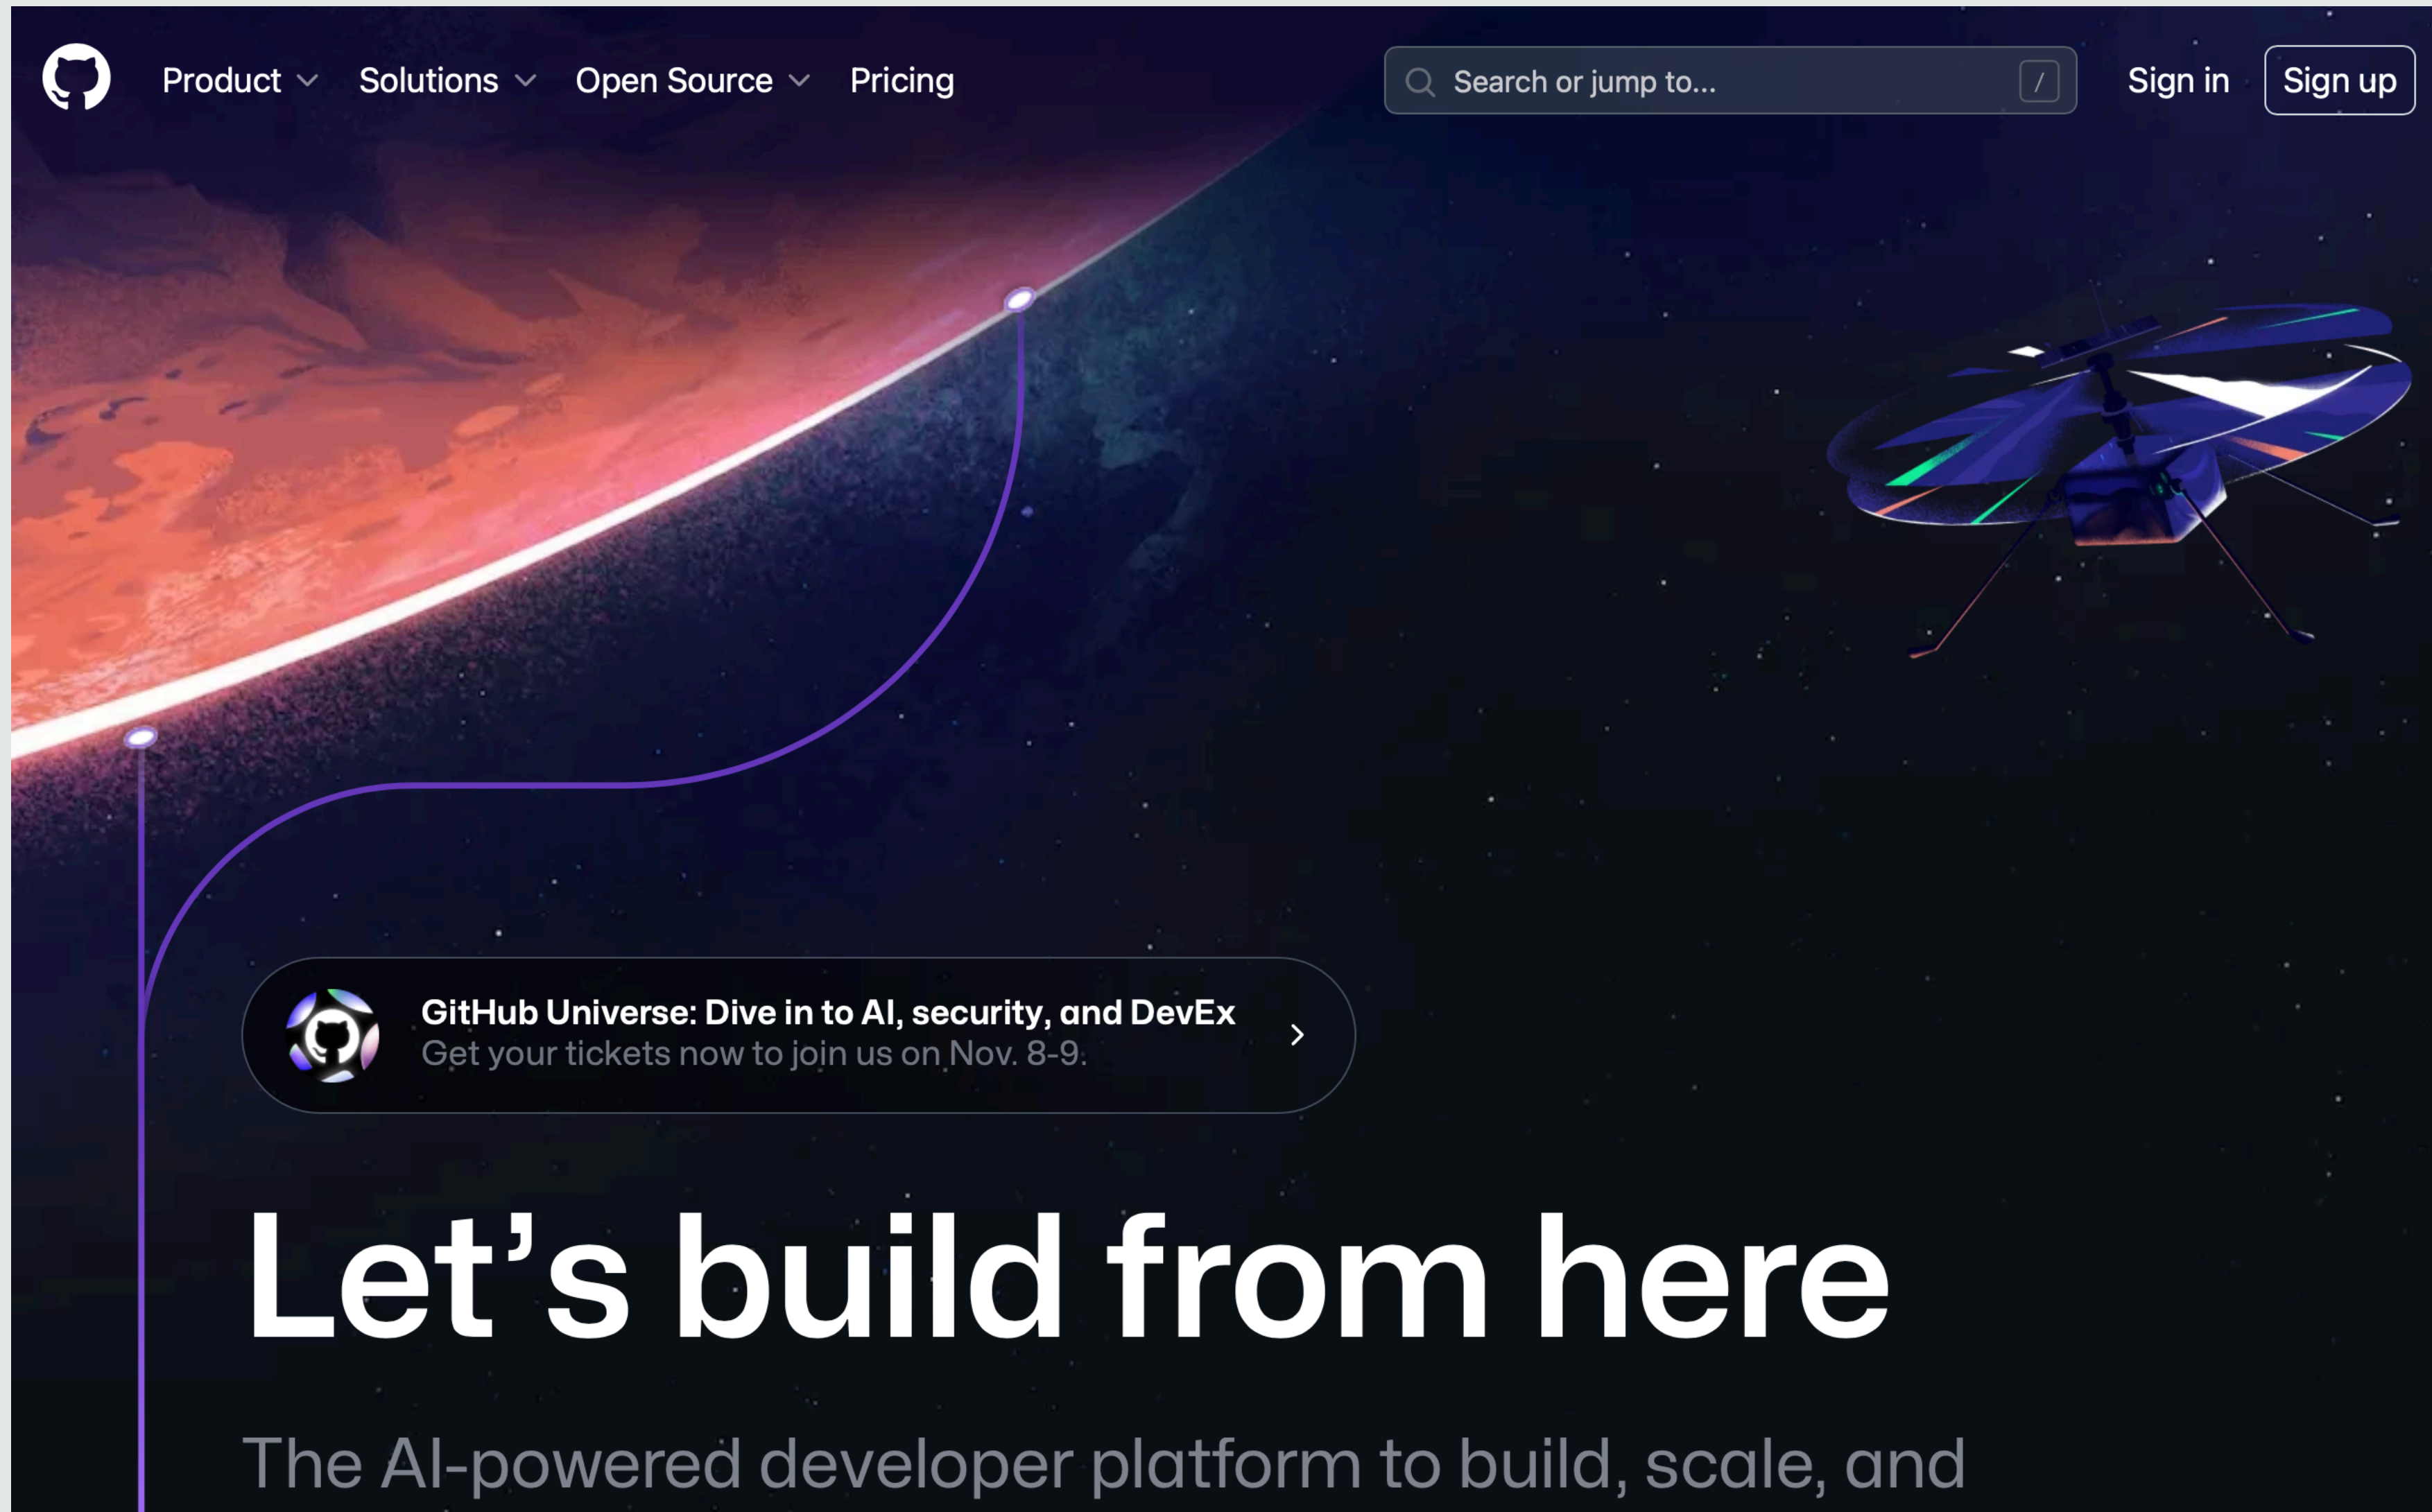 Product
Solutions
Open Source
Pricing
Search or jump to...
/
Sign in
Sign up
GitHub Universe: Dive in to AI, security, and DevEx
Get your tickets now to join us on Nov. 8-9.
Let’s build from here
The AI-powered developer platform to build, scale, and